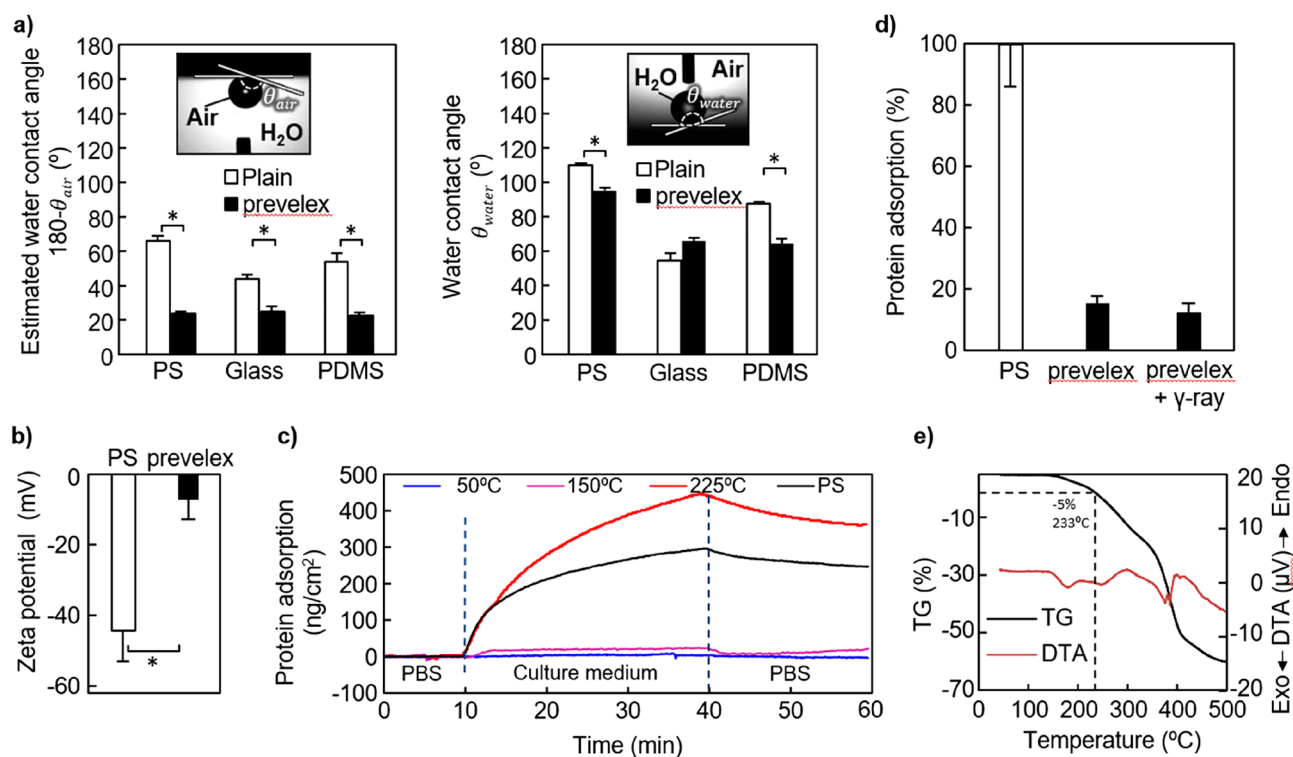 a)
Estimated water contact angle
180-θair (º)
180
160
140
120
100
80
60
40
20
0
Air
θair
H2O
Plain
prevelex
*
*
*
PS
Glass
PDMS
Water contact angle
θwater (º)
180
160
140
120
100
80
60
40
20
0
H2O
Air
θwater
Plain
prevelex
*
*
PS
Glass
PDMS
d)
Protein adsorption (%)
100
80
60
40
20
0
PS
prevelex
prevelex
+ γ-ray
b)
PS
prevelex
Zeta potential (mV)
0
-20
-40
-60
*
c)
Protein adsorption
(ng/cm2)
500
400
300
200
100
0
-100
50ºC
150ºC
225ºC
PS
PBS
Culture medium
PBS
0
10
20
30
40
50
60
Time (min)
e)
TG (%)
-10
-30
-50
-70
-5%
233ºC
TG
DTA
20
10
0
-10
-20
Exo ← DTA (μV) → Endo
0
100
200
300
400
500
Temperature (ºC)